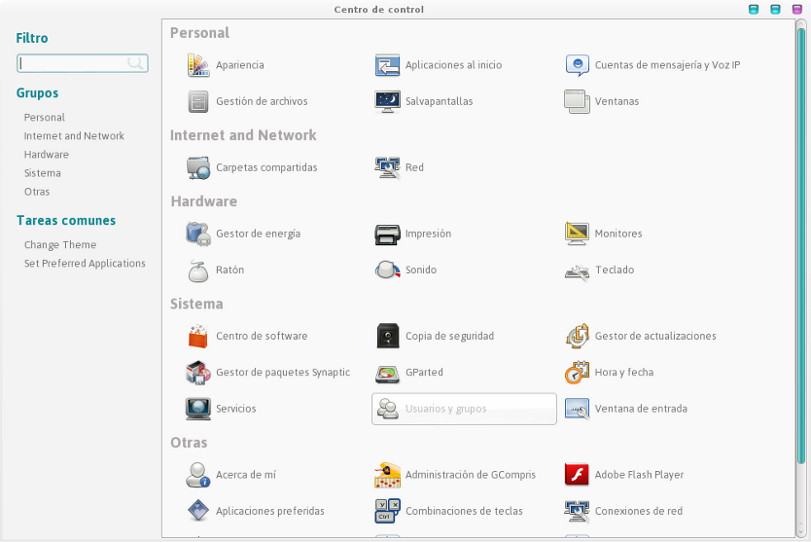 Centro de control
Filtro
Grupos
Personal
Internet and Network
Hardware
Sistema
Otras
Tareas comunes
Change Theme
Set Preferred Applications
Personal
Apariencia
Aplicaciones al inicio
Cuentas de mensajería y Voz IP
Gestión de archivos
Salvapantallas
Ventanas
Internet and Network
Carpetas compartidas
Red
Hardware
Gestor de energía
Impresión
Monitores
Ratón
Sonido
Teclado
Sistema
Centro de software
Copia de seguridad
Gestor de actualizaciones
Gestor de paquetes Synaptic
GParted
Hora y fecha
Servicios
Usuarios y grupos
Ventana de entrada
Otras
Acerca de mí
Administración de GCompris
Adobe Flash Player
Aplicaciones preferidas
Combinaciones de teclas
Conexiones de red